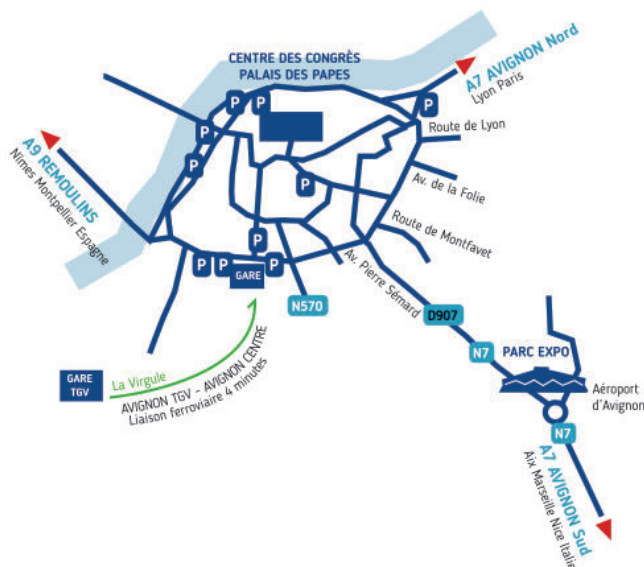 CENTRE DES CONGRÈS
PALAIS DES PAPES
A7 AVIGNON Nord
Lyon Paris
P
P
P
P
P
P
P
P
P
P
Route de Lyon
A9 REMOULINS
Nîmes Montpellier Espagne
Av. de la Folie
Route de Montfavet
Av. Pierre Sémard
GARE
N570
D907
N7
PARC EXPO
GARE
TGV
La Virgule
AVIGNON TGV - AVIGNON CENTRE
Liaison ferroviaire 4 minutes
Aéroport
d'Avignon
N7
A7 AVIGNON Sud
Aix Marseille Nice Italie